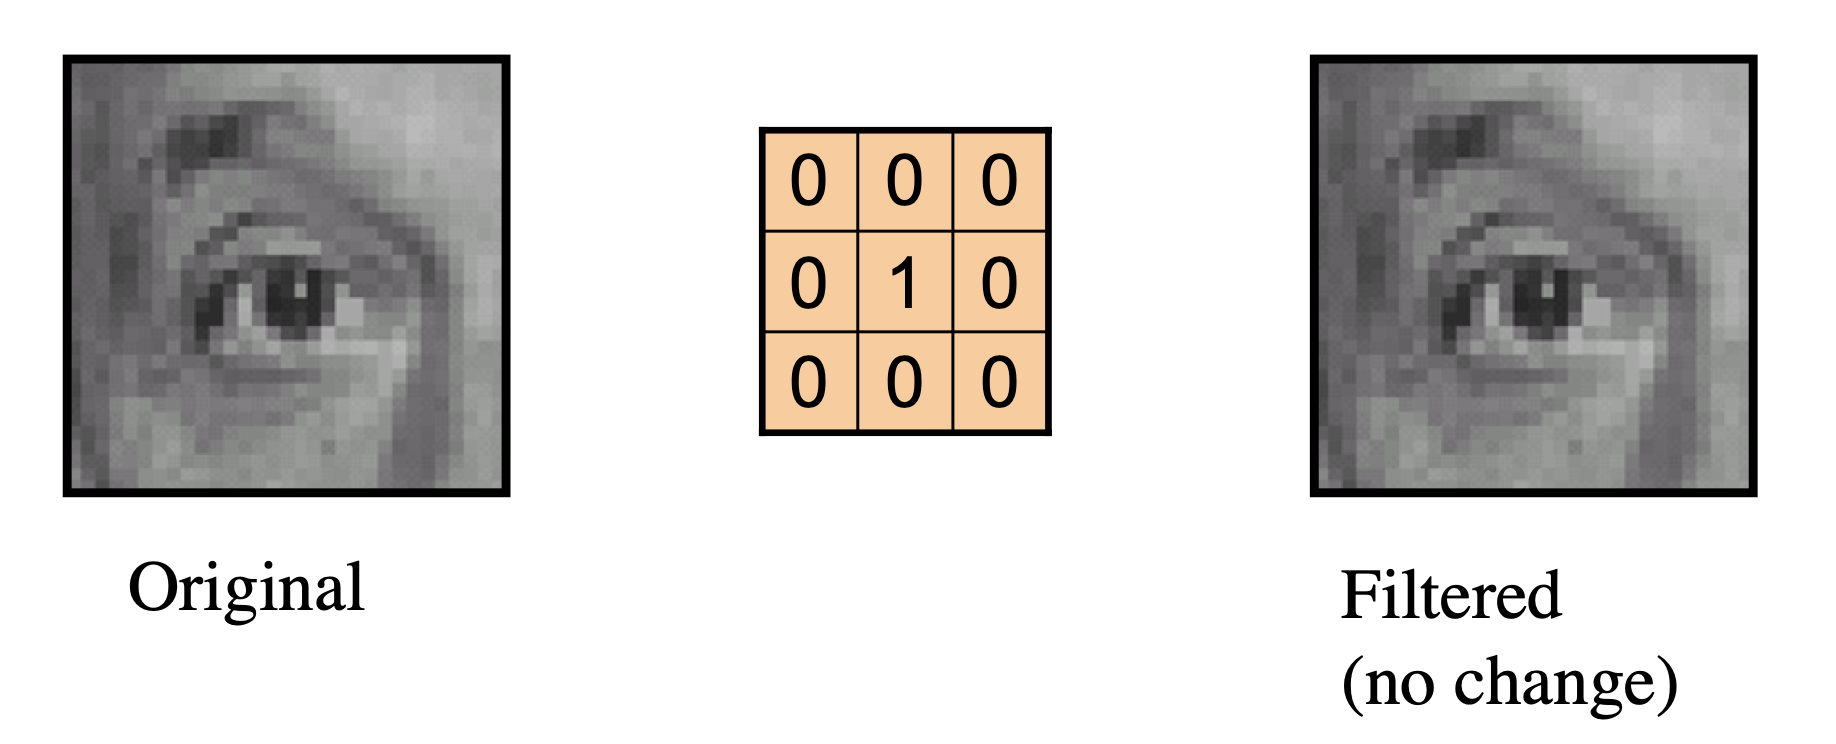 0 0 0
0 1 0
0 0 0
Original
Filtered
(no change)